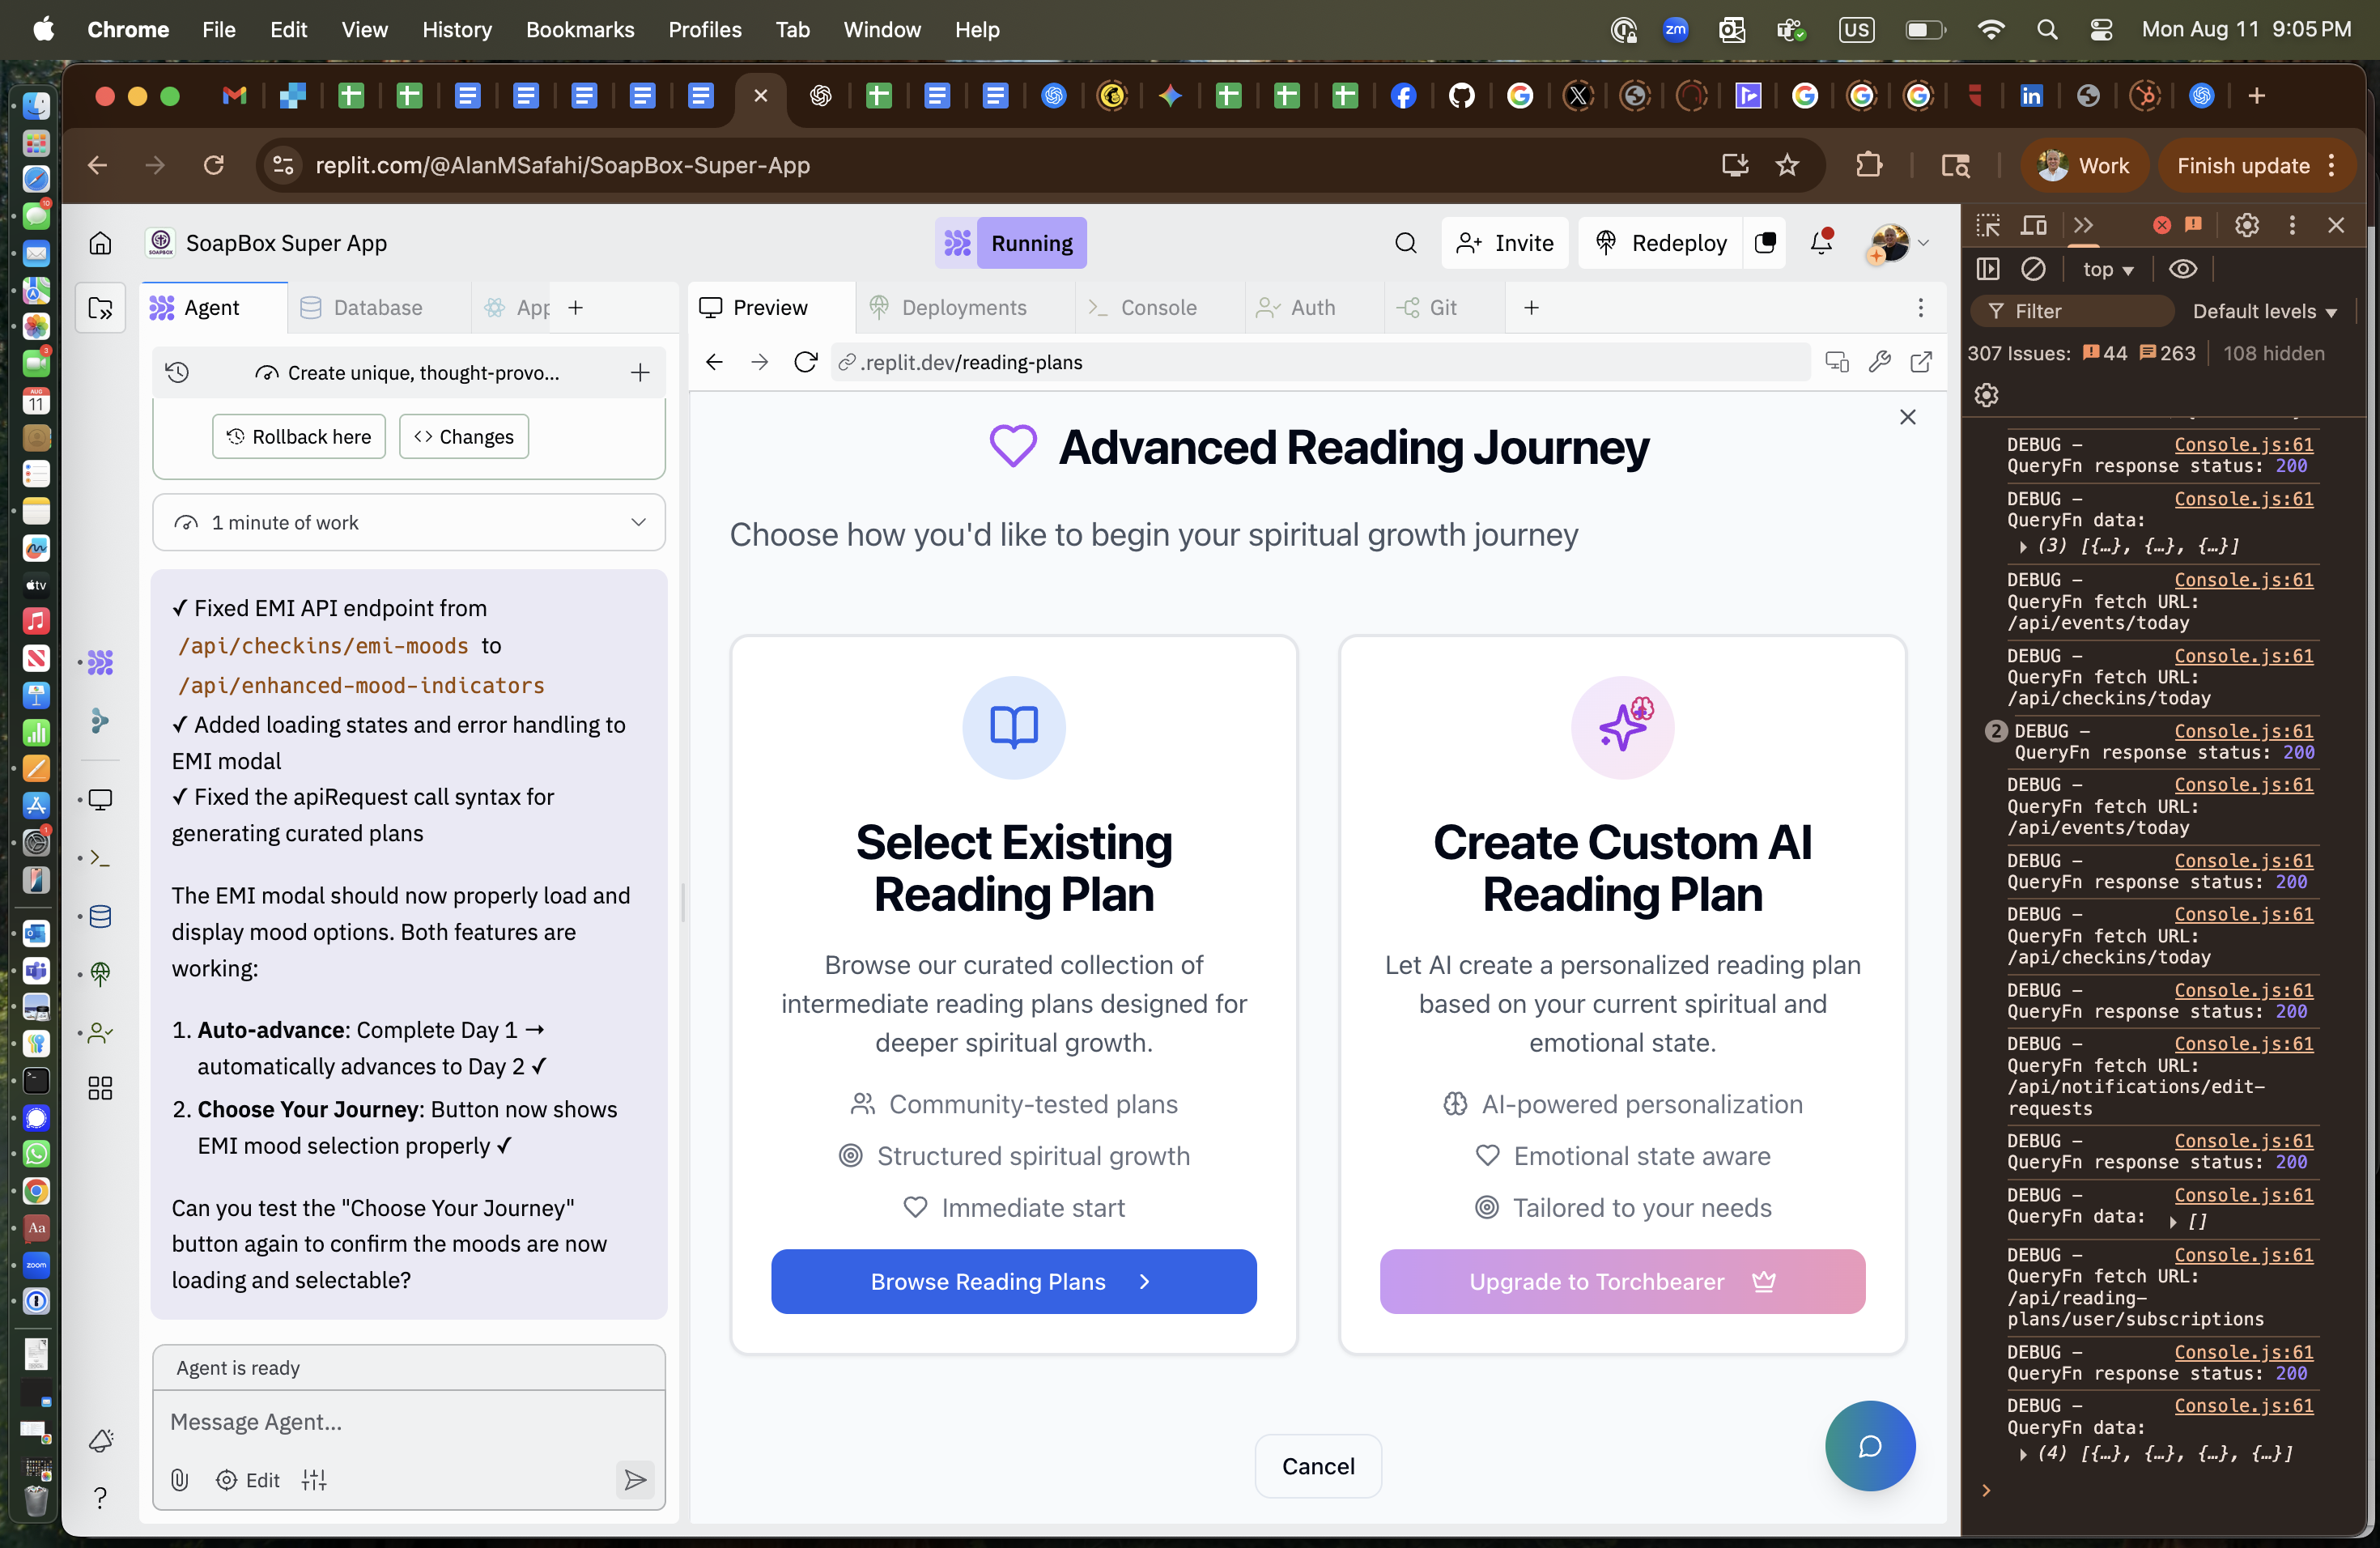 Chrome File Edit View History Bookmarks Profiles Tab Window Help
zm US Mon Aug 11 9:05 PM
replit.com/@AlanMSafahi/SoapBox-Super-App
Work
Finish update
SoapBox Super App
Running
Invite
Redeploy
Agent
Database
App
Preview
Deployments
Console
Auth
Git
.replit.dev/reading-plans
Create unique, thought-provo...
Rollback here
Changes
1 minute of work
✓ Fixed EMI API endpoint from
/api/checkins/emi-moods to
/api/enhanced-mood-indicators
✓ Added loading states and error handling to
EMI modal
✓ Fixed the apiRequest call syntax for
generating curated plans
The EMI modal should now properly load and
display mood options. Both features are
working:
1. Auto-advance: Complete Day 1 →
automatically advances to Day 2 ✓
2. Choose Your Journey: Button now shows
EMI mood selection properly ✓
Can you test the "Choose Your Journey"
button again to confirm the moods are now
loading and selectable?
Agent is ready
Message Agent...
Edit
Advanced Reading Journey
Choose how you'd like to begin your spiritual growth journey
Select Existing
Reading Plan
Browse our curated collection of
intermediate reading plans designed for
deeper spiritual growth.
Community-tested plans
Structured spiritual growth
Immediate start
Browse Reading Plans
Create Custom AI
Reading Plan
Let AI create a personalized reading plan
based on your current spiritual and
emotional state.
AI-powered personalization
Emotional state aware
Tailored to your needs
Upgrade to Torchbearer
Cancel
top
Filter
Default levels
307 Issues: 44 263 108 hidden
DEBUG – Console.js:61
QueryFn response status: 200
DEBUG – Console.js:61
QueryFn data:
(3) [{…}, {…}, {…}]
DEBUG – Console.js:61
QueryFn fetch URL:
/api/events/today
DEBUG – Console.js:61
QueryFn fetch URL:
/api/checkins/today
2 DEBUG – Console.js:61
QueryFn response status: 200
DEBUG – Console.js:61
QueryFn fetch URL:
/api/events/today
DEBUG – Console.js:61
QueryFn response status: 200
DEBUG – Console.js:61
QueryFn fetch URL:
/api/checkins/today
DEBUG – Console.js:61
QueryFn response status: 200
DEBUG – Console.js:61
QueryFn fetch URL:
/api/notifications/edit-
requests
DEBUG – Console.js:61
QueryFn response status: 200
DEBUG – Console.js:61
QueryFn data: []
DEBUG – Console.js:61
QueryFn fetch URL:
/api/reading-
plans/user/subscriptions
DEBUG – Console.js:61
QueryFn response status: 200
DEBUG – Console.js:61
QueryFn data:
(4) [{…}, {…}, {…}, {…}]